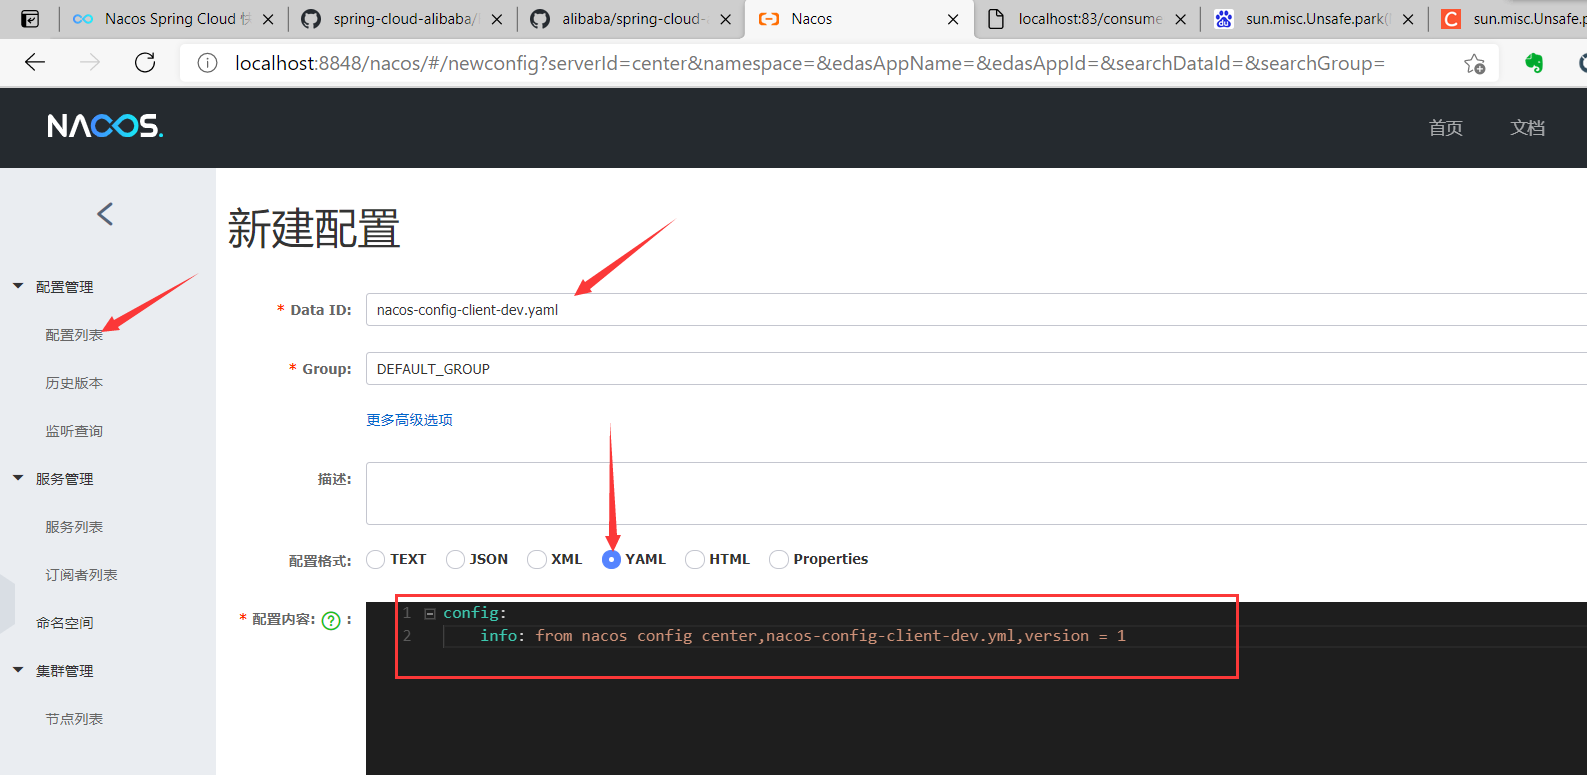 Nacos Spring Cloud 快
spring-cloud-alibaba/
alibaba/spring-cloud-
Nacos
localhost:83/consume
sun.misc.Unsafe.park(
sun.misc.Unsafe.p
localhost:8848/nacos/#/newconfig?serverId=center&namespace=&edasAppName=&edasAppId=&searchDataId=&searchGroup=
NACOS.
首页
文档
新建配置
配置管理
配置列表
历史版本
监听查询
服务管理
服务列表
订阅者列表
命名空间
集群管理
节点列表
* Data ID: nacos-config-client-dev.yaml
* Group: DEFAULT_GROUP
更多高级选项
描述:
配置格式: TEXT JSON XML YAML HTML Properties
* 配置内容: ? :
1 config:
2 info: from nacos config center,nacos-config-client-dev.yml,version = 1